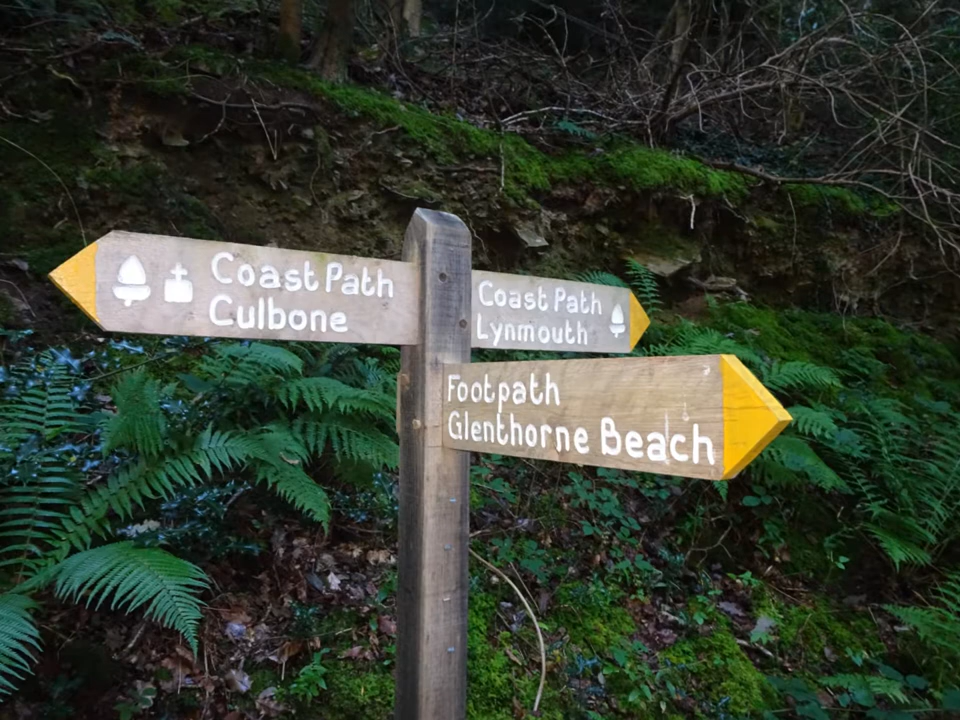 Coast Path
Culbone
Coast Path
Lynmouth
Footpath
Glenthorne Beach